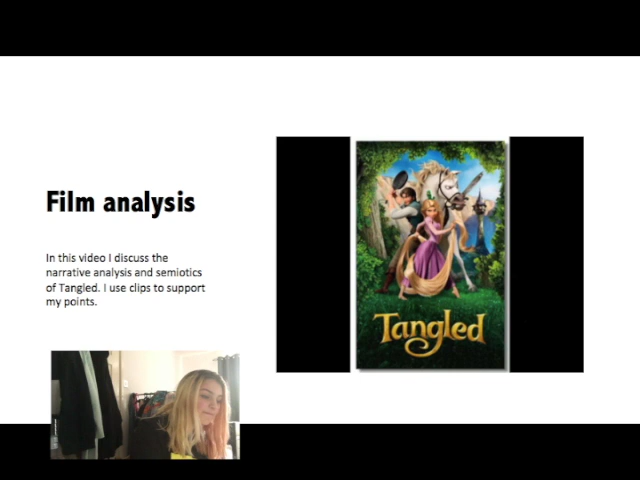 Film analysis
In this video I discuss the
narrative analysis and semiotics
of Tangled. I use clips to support
my points.
Tangled